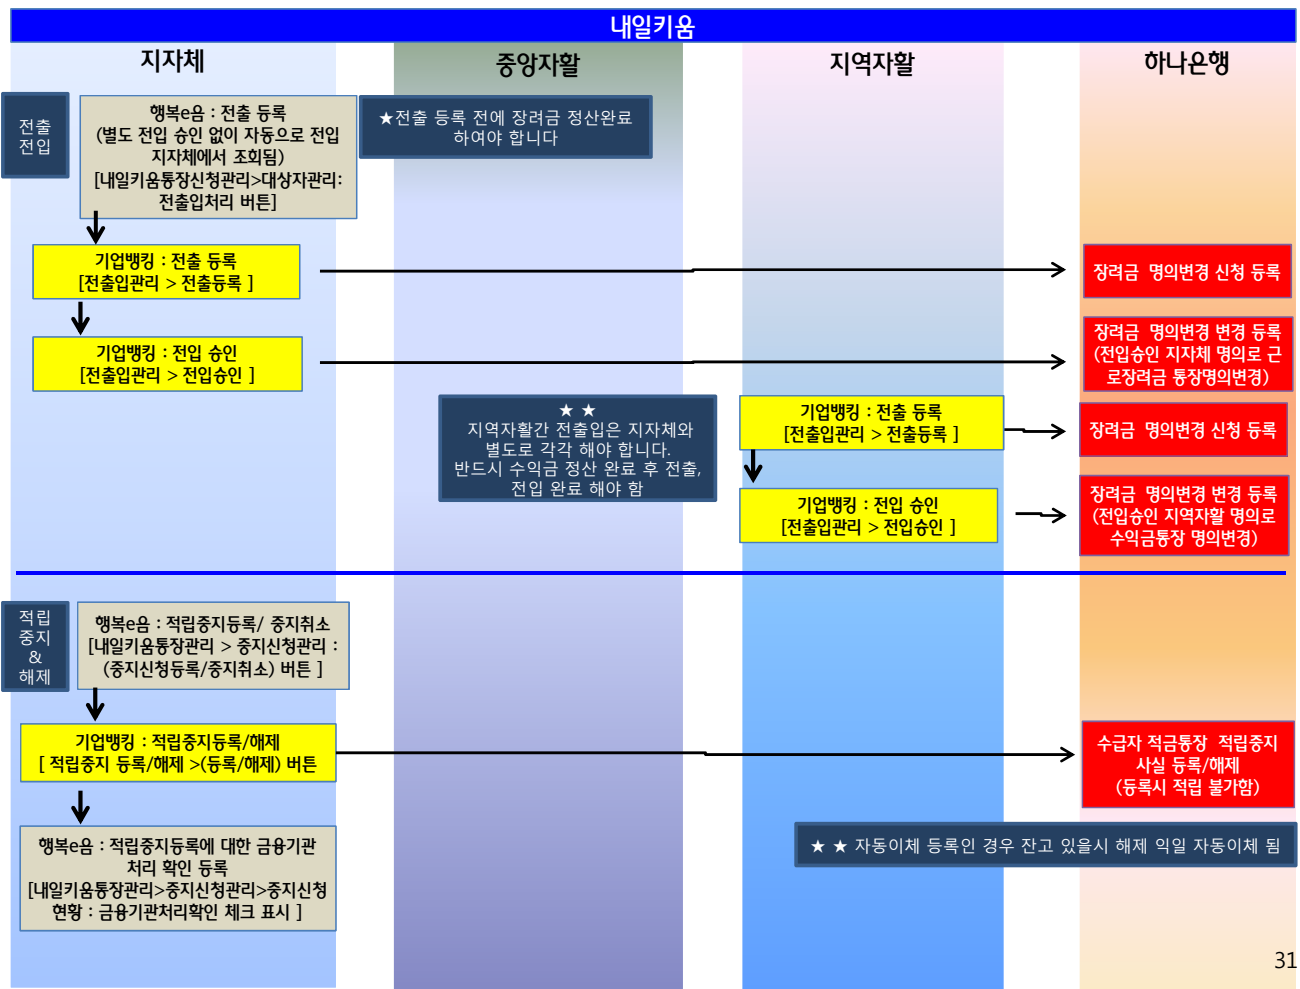 내일키움
지자체
중앙자활
지역자활
하나은행
전출
전입
행복e음 : 전출 등록
(별도 전입 승인 없이 자동으로 전입
지자체에서 조회됨)
[내일키움통장신청관리>대상자관리:
전출입처리 버튼]
★전출 등록 전에 장려금 정산완료
하여야 합니다
기업뱅킹 : 전출 등록
[전출입관리 > 전출등록 ]
장려금 명의변경 신청 등록
기업뱅킹 : 전입 승인
[전출입관리 > 전입승인 ]
장려금 명의변경 변경 등록
(전입승인 지자체 명의로 근
로장려금 통장명의변경)
★ ★
지역자활간 전출입은 지자체와
별도로 각각 해야 합니다.
반드시 수익금 정산 완료 후 전출,
전입 완료 해야 함
기업뱅킹 : 전출 등록
[전출입관리 > 전출등록 ]
장려금 명의변경 신청 등록
기업뱅킹 : 전입 승인
[전출입관리 > 전입승인 ]
장려금 명의변경 변경 등록
(전입승인 지역자활 명의로
수익금통장 명의변경)
적립
중지
&
해제
행복e음 : 적립중지등록/ 중지취소
[내일키움통장관리 > 중지신청관리 :
(중지신청등록/중지취소) 버튼 ]
기업뱅킹 : 적립중지등록/해제
[ 적립중지 등록/해제 >(등록/해제) 버튼
수급자 적금통장 적립중지
사실 등록/해제
(등록시 적립 불가함)
행복e음 : 적립중지등록에 대한 금융기관
처리 확인 등록
[내일키움통장관리>중지신청관리>중지신청
현황 : 금융기관처리확인 체크 표시 ]
★ ★ 자동이체 등록인 경우 잔고 있을시 해제 익일 자동이체 됨
31